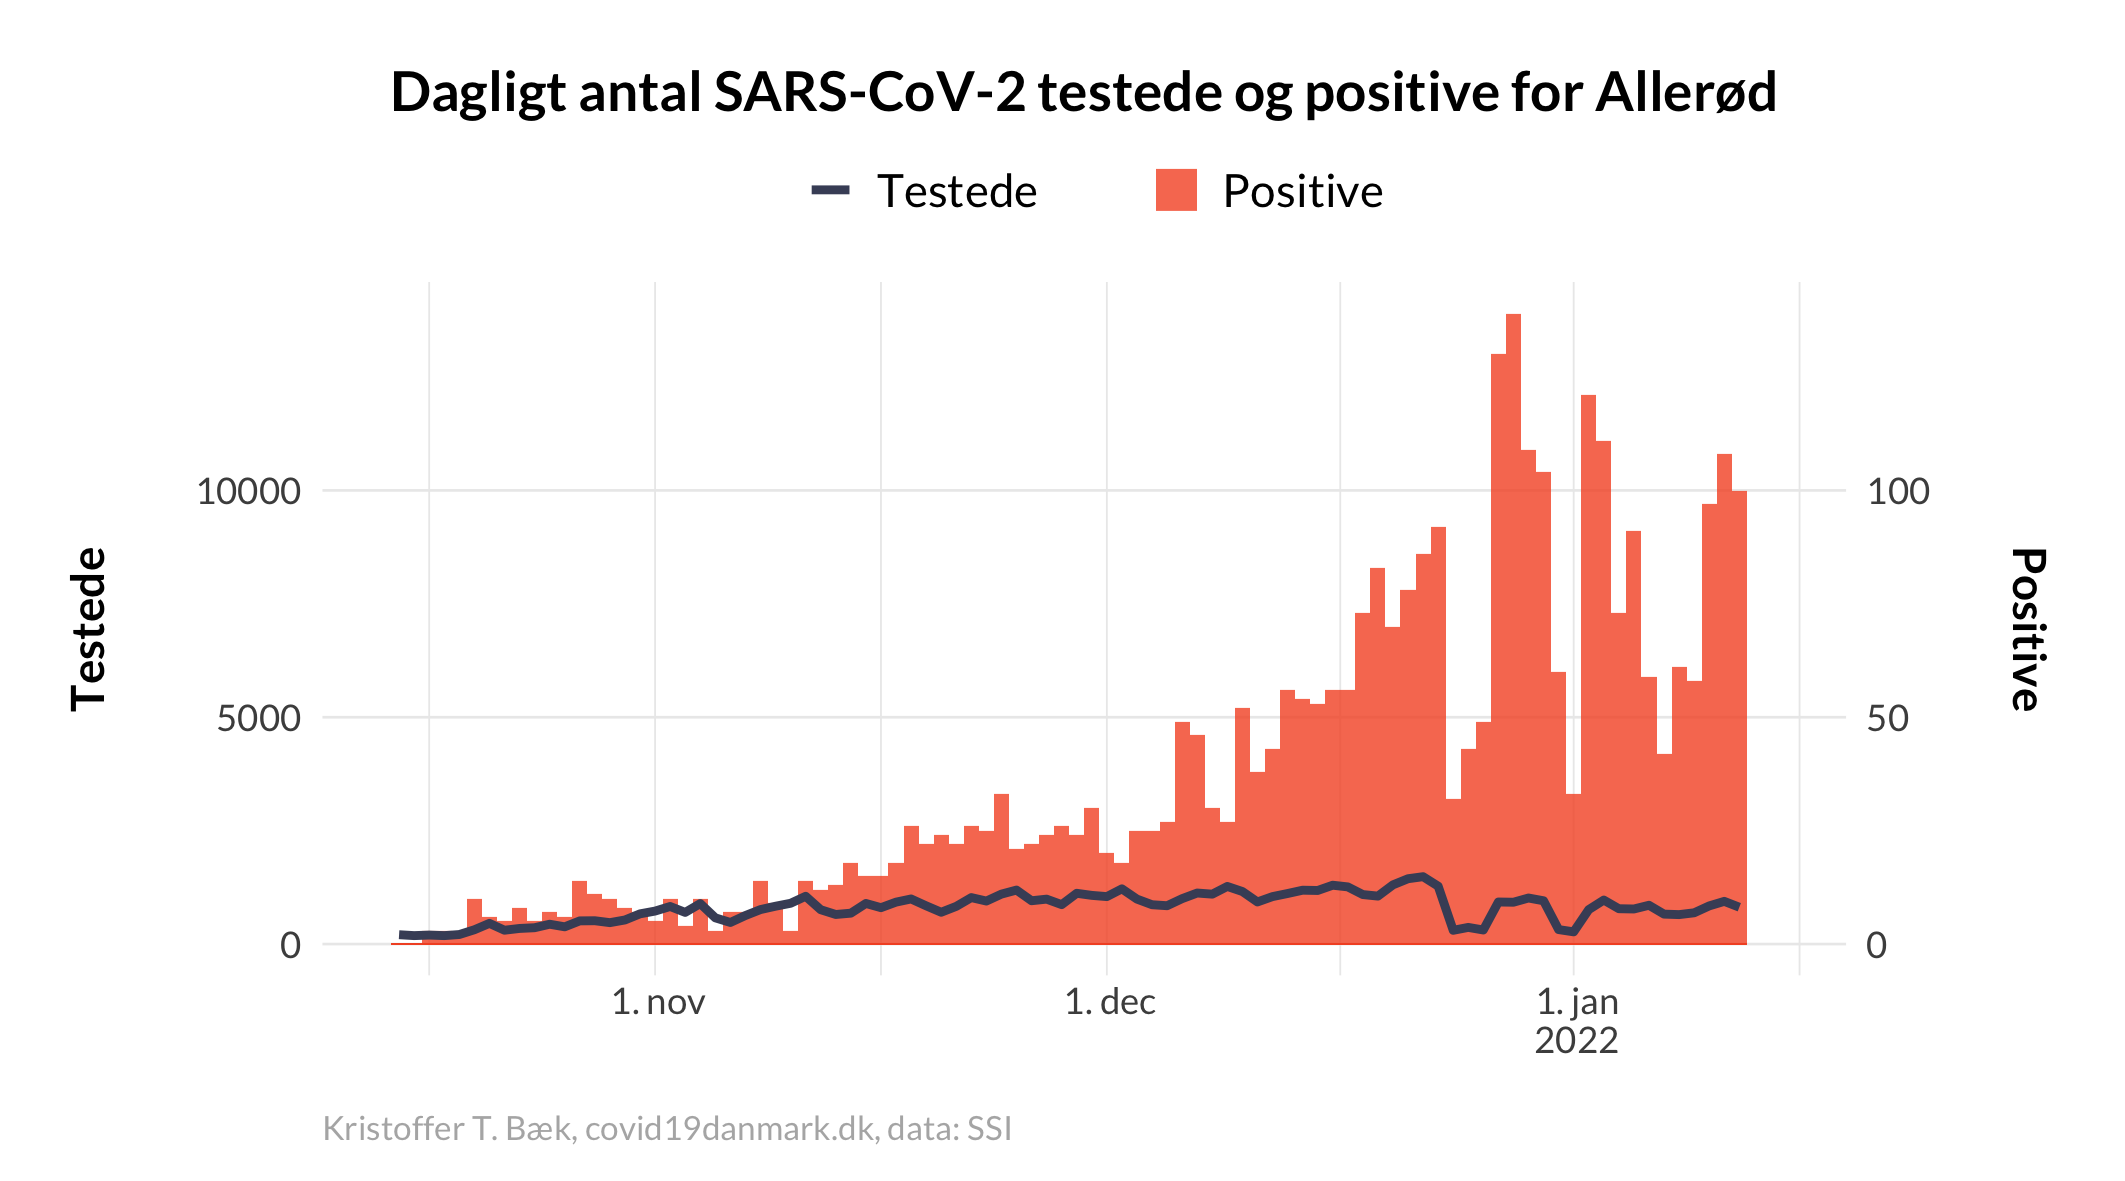 Dagligt antal SARS-CoV-2 testede og positive for Allerød
Testede
Positive
10000
5000
0
Testede
100
50
0
Positive
1. nov
1. dec
1. jan
2022
Kristoffer T. Bæk, covid19danmark.dk, data: SSI